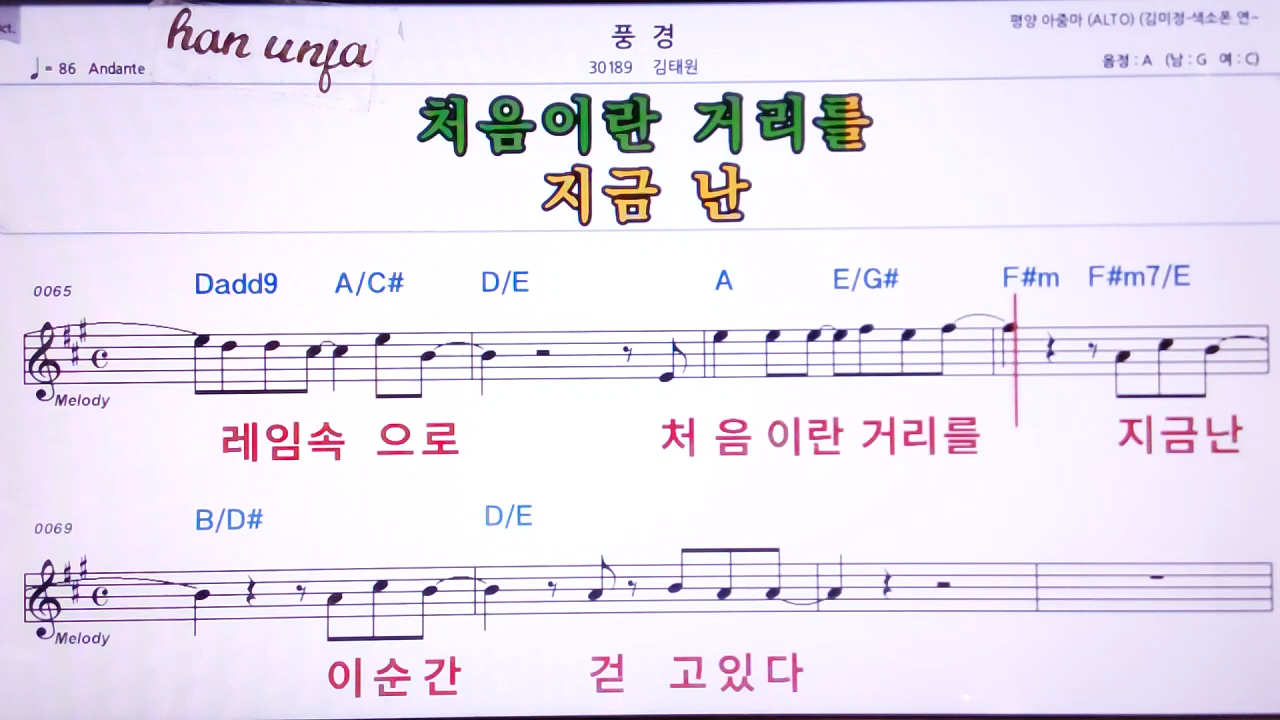 ct.
han unja
풍 경
평양 아줌마 (ALTO) (김미정-색소폰 연-
♩= 86 Andante
30189 김태원
음정 : A (남 : G 여 : C)
처음이란 거리를
지금 난
0065
Dadd9 A/C# D/E A E/G# F#m F#m7/E
Melody
레임속 으로 처 음 이란 거리를 지금난
0069
B/D# D/E
Melody
이순간 걷 고있다